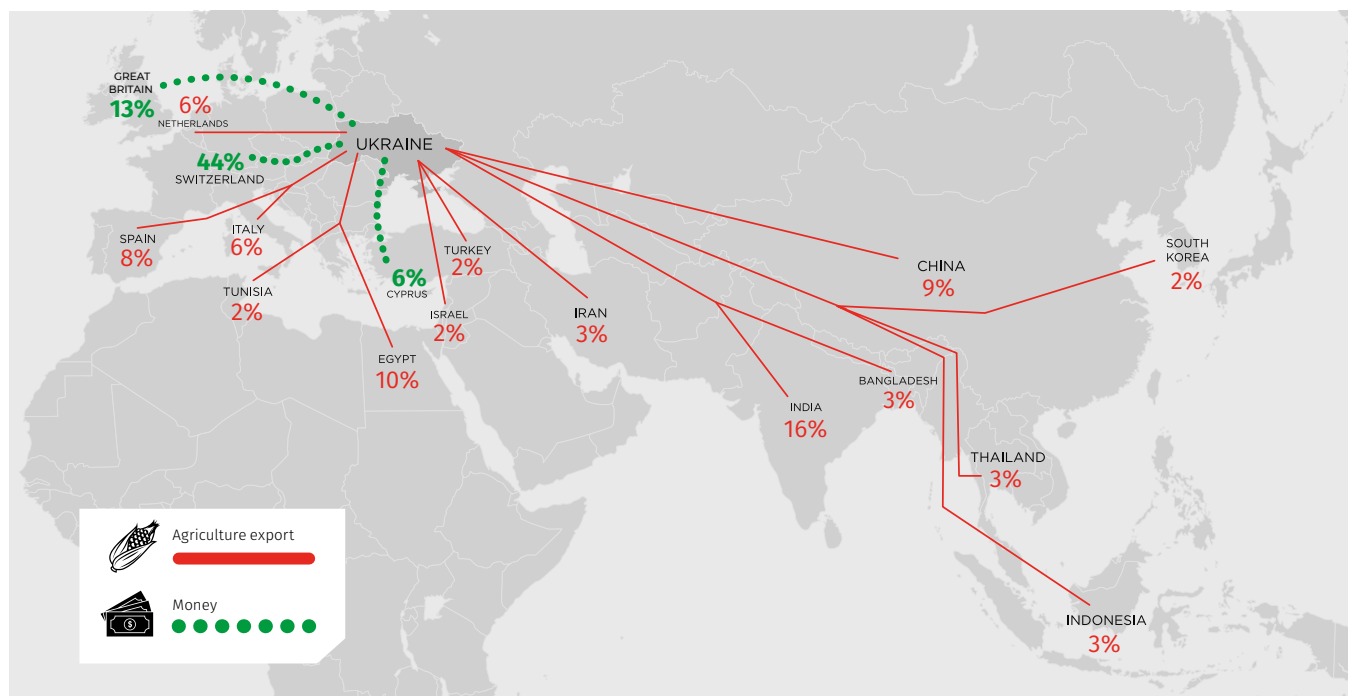 GREAT
BRITAIN
13%
6%
NETHERLANDS
UKRAINE
44%
SWITZERLAND
SPAIN
8%
ITALY
6%
TURKEY
2%
6%
CYPRUS
TUNISIA
2%
ISRAEL
2%
EGYPT
10%
IRAN
3%
CHINA
9%
SOUTH
KOREA
2%
BANGLADESH
3%
INDIA
16%
THAILAND
3%
INDONESIA
3%
Agriculture export
Money
$